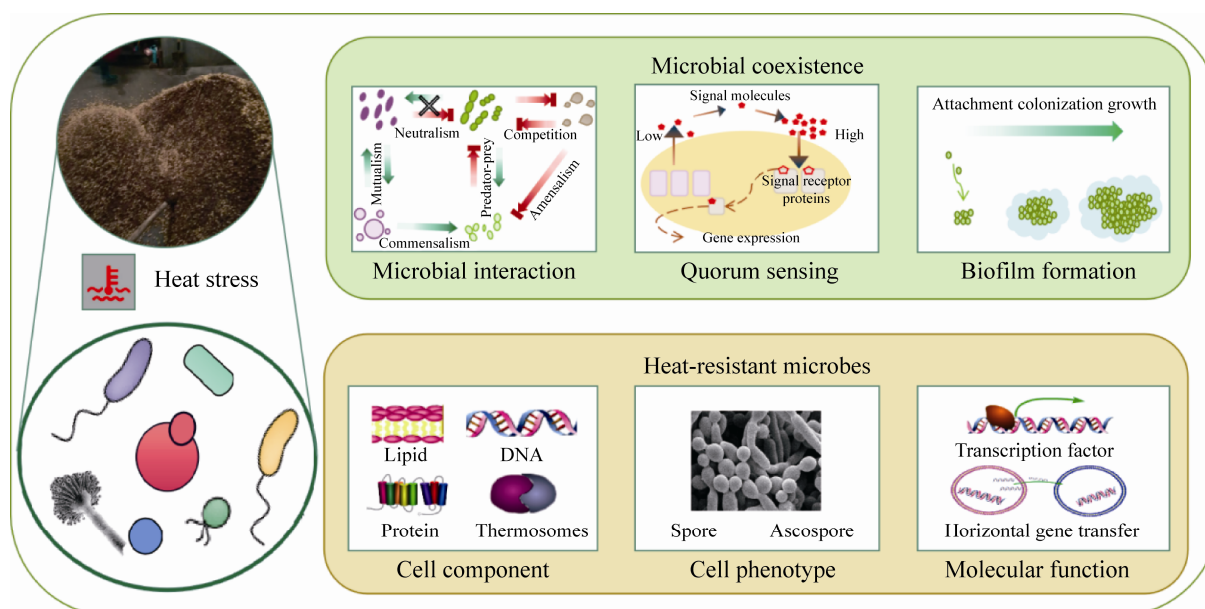 Heat stress
Microbial coexistence
Neutralism
Competition
Mutualism
Predator-prey
Amensalism
Commensalism
Microbial interaction
Signal molecules
Low
High
Signal receptor
proteins
Gene expression
Quorum sensing
Attachment colonization growth
Biofilm formation
Heat-resistant microbes
Lipid
DNA
Protein
Thermosomes
Cell component
Spore
Ascospore
Cell phenotype
Transcription factor
Horizontal gene transfer
Molecular function